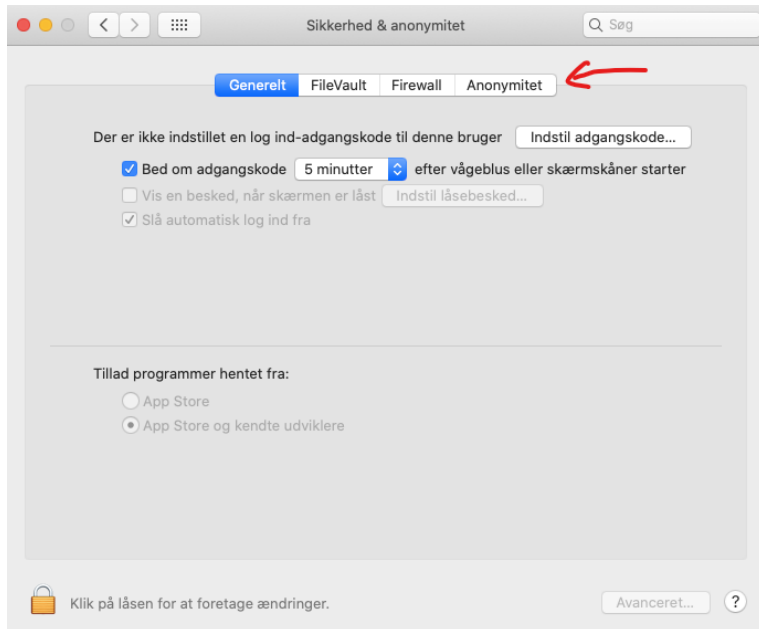 Sikkerhed & anonymitet
Søg
Generelt FileVault Firewall Anonymitet
Der er ikke indstillet en log ind-adgangskode til denne bruger Indstil adgangskode...
Bed om adgangskode 5 minutter efter vågeblus eller skærmskåner starter
Vis en besked, når skærmen er låst Indstil låsebesked...
Slå automatisk log ind fra
Tillad programmer hentet fra:
App Store
App Store og kendte udviklere
Klik på låsen for at foretage ændringer.
Avanceret... ?